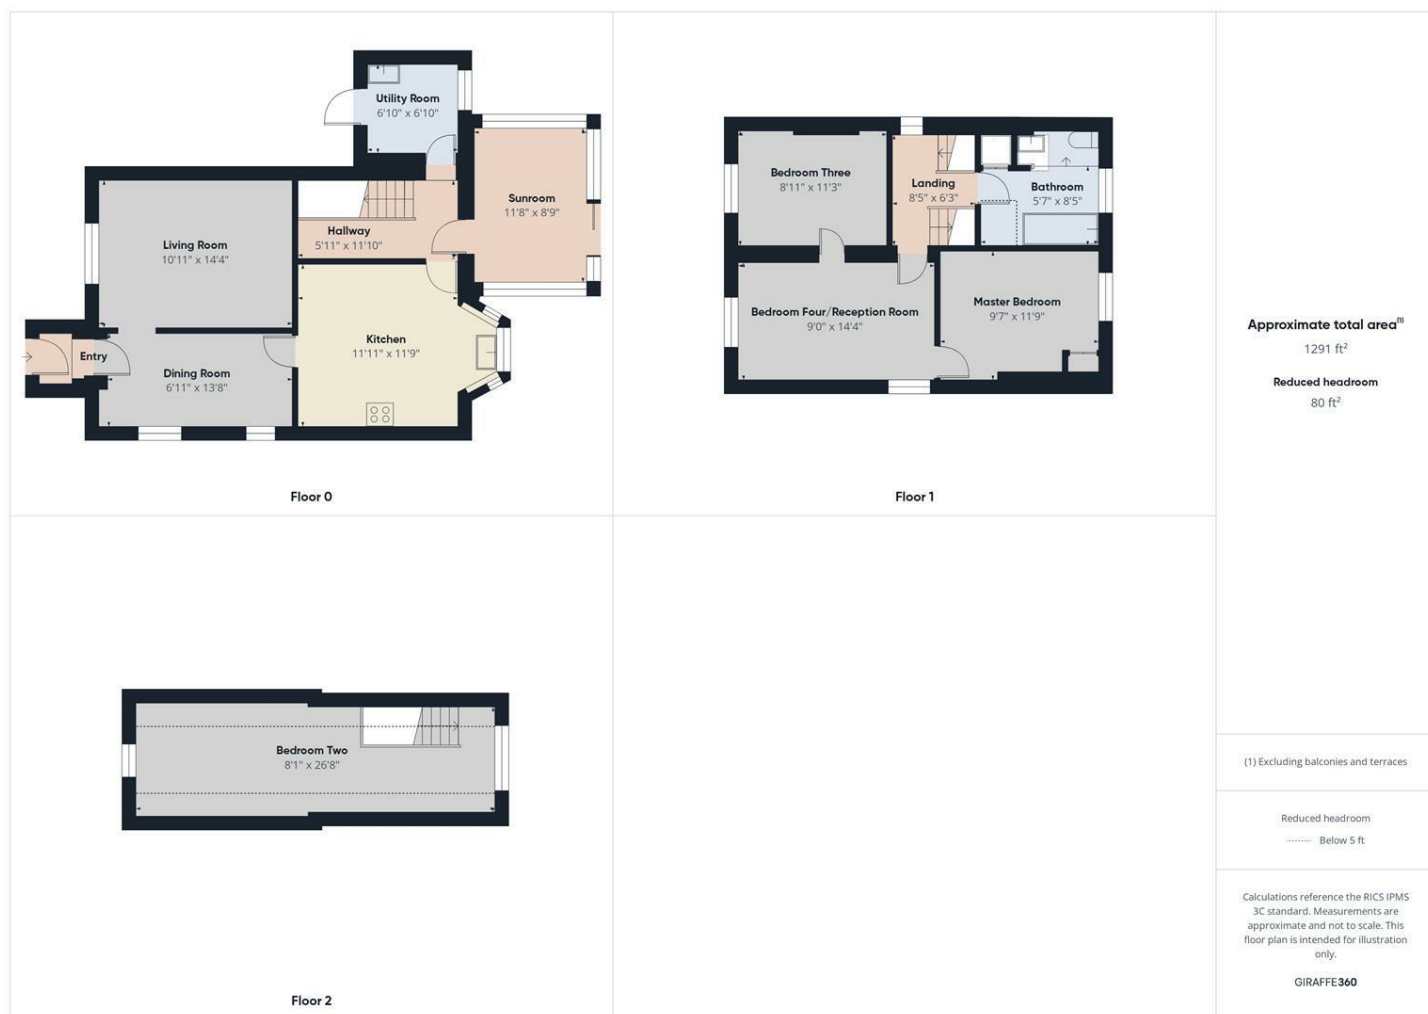 Utility Room
6'10" x 6'10"
Sunroom
11'8" x 8'9"
Hallway
5'11" x 11'10"
Living Room
10'11" x 14'4"
Kitchen
11'11" x 11'9"
Entry
Dining Room
6'11" x 13'8"
Floor 0
Bedroom Three
8'11" x 11'3"
Landing
8'5" x 6'3"
Bathroom
5'7" x 8'5"
Bedroom Four/Reception Room
9'0" x 14'4"
Master Bedroom
9'7" x 11'9"
Floor 1
Bedroom Two
8'1" x 26'8"
Floor 2
Approximate total area(1)
1291 ft²
Reduced headroom
80 ft²
(1) Excluding balconies and terraces
Reduced headroom
Below 5 ft
Calculations reference the RICS IPMS
3C standard. Measurements are
approximate and not to scale. This
floor plan is intended for illustration
only.
GIRAFFE360